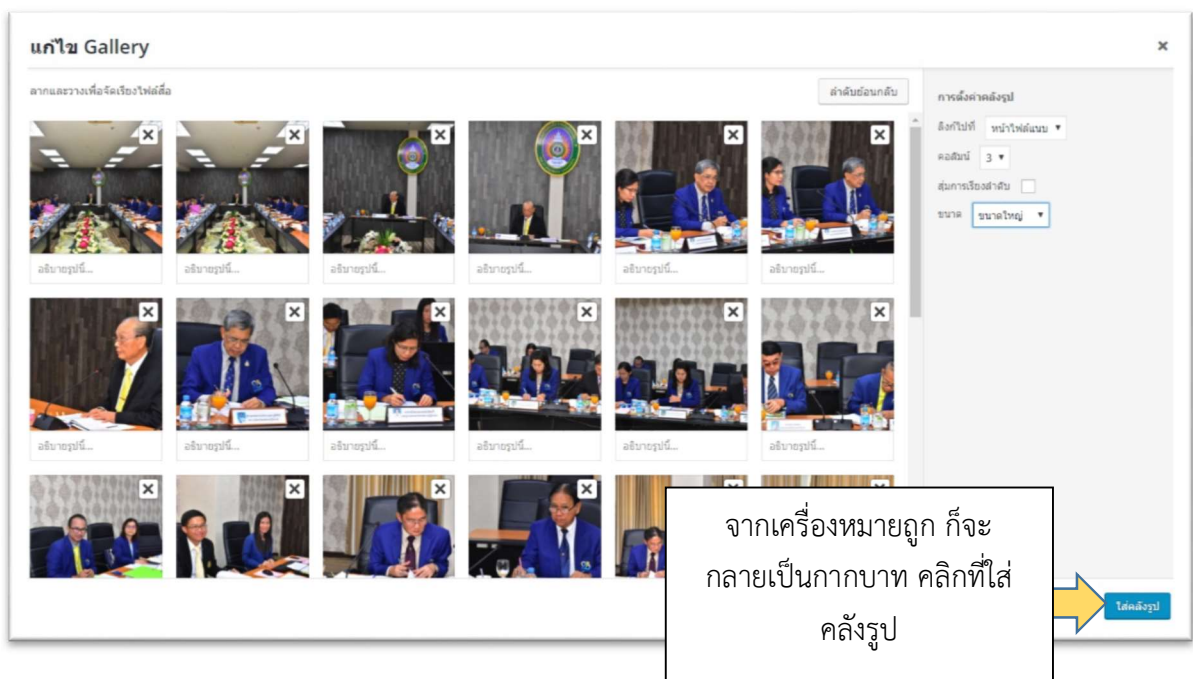 แก้ไข Gallery
ลากและวางเพื่อจัดเรียงไฟล์สื่อ
ลำดับย้อนกลับ
การตั้งค่าคลังรูป
ลิงก์ไปที่ หน้าไฟล์แนบ
คอลัมน์ 3
สุ่มการเรียงลำดับ
ขนาด ขนาดใหญ่
อธิบายรูปนี้... อธิบายรูปนี้... อธิบายรูปนี้... อธิบายรูปนี้... อธิบายรูปนี้... อธิบายรูปนี้...
อธิบายรูปนี้... อธิบายรูปนี้... อธิบายรูปนี้... อธิบายรูปนี้... อธิบายรูปนี้... อธิบายรูปนี้...
จากเครื่องหมายถูก ก็จะ
กลายเป็นกากบาท คลิกที่ใส่
คลังรูป
ใส่คลังรูป